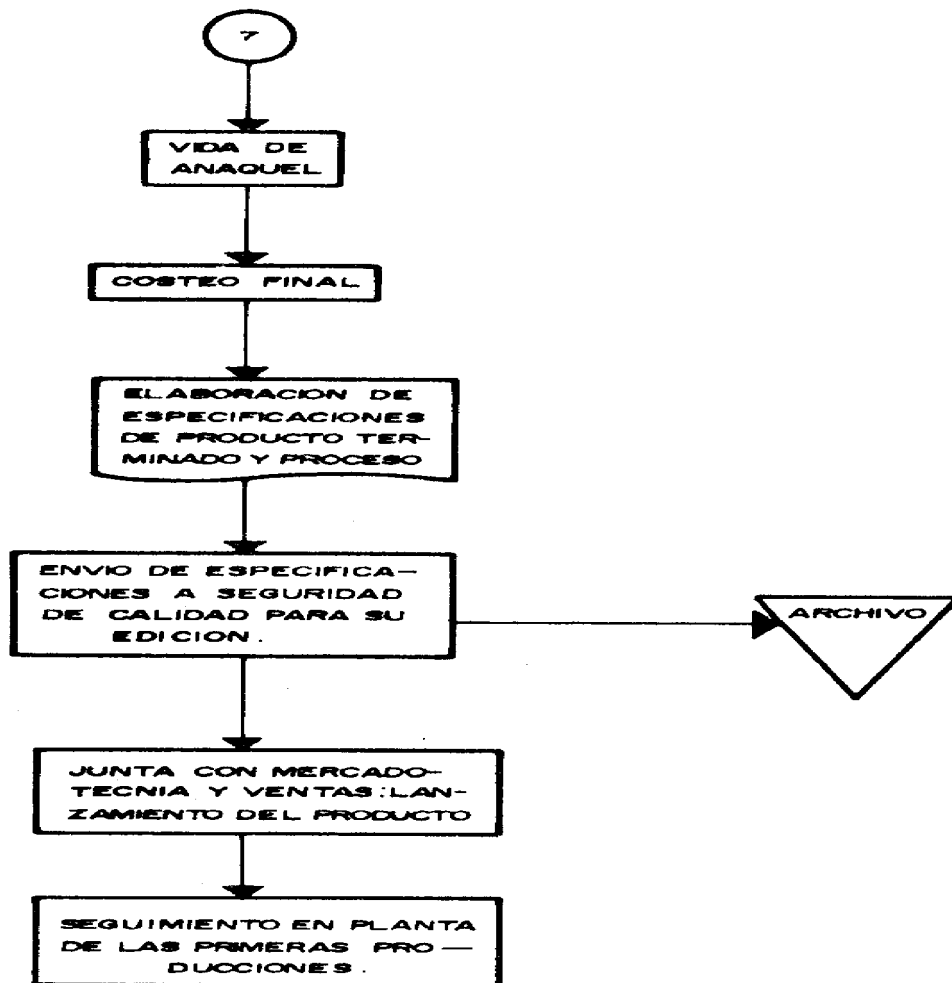 7
VIDA DE
ANAQUEL
COSTEO FINAL
ELABORACION DE
ESPECIFICACIONES
DE PRODUCTO TER-
MINADO Y PROCESO
ENVIO DE ESPECIFICA-
CIONES A SEGURIDAD
DE CALIDAD PARA SU
EDICION.
ARCHIVO
JUNTA CON MERCADO-
TECNIA Y VENTAS:LAN-
ZAMIENTO DEL PRODUCTO
SEGUIMIENTO EN PLANTA
DE LAS PRIMERAS PRO-
DUCCIONES.